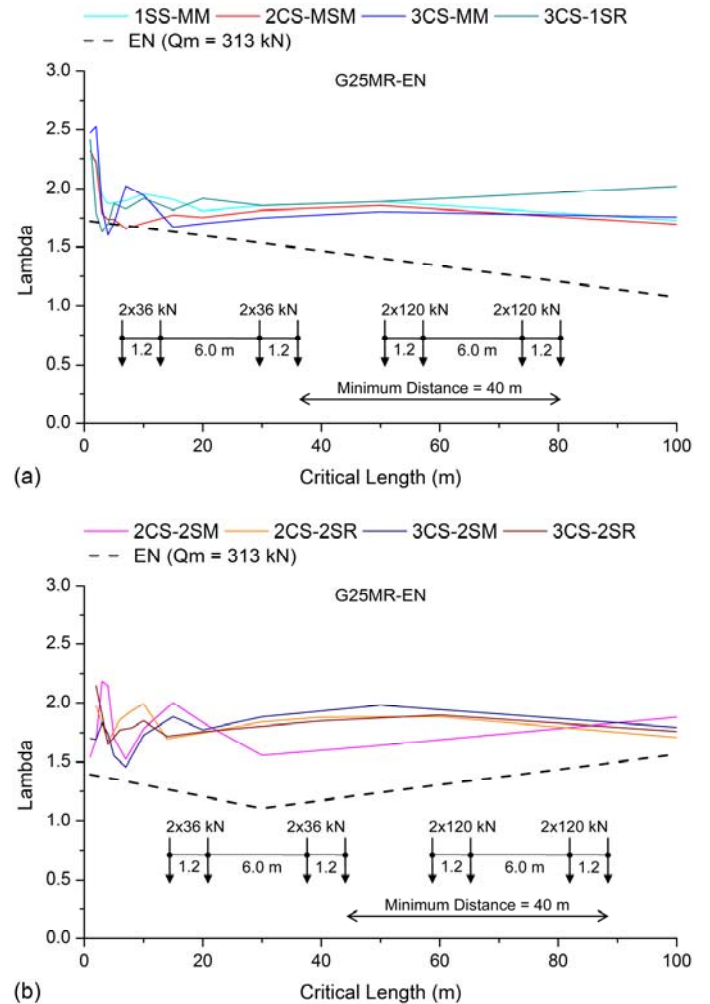 1SS-MM 2CS-MSM 3CS-MM 3CS-1SR
EN (Qm = 313 kN)
3.0
G25MR-EN
2.5
2.0
1.5
Lambda
2x36 kN 2x36 kN 2x120 kN 2x120 kN
1.0
1.2 6.0 m 1.2 1.2 6.0 m 1.2
0.5
Minimum Distance = 40 m
0.0
0 20 40 60 80 100
(a)
Critical Length (m)
2CS-2SM 2CS-2SR 3CS-2SM 3CS-2SR
EN (Qm = 313 kN)
3.0
G25MR-EN
2.5
2.0
1.5
Lambda
1.0
2x36 kN 2x36 kN 2x120 kN 2x120 kN
1.2 6.0 m 1.2 1.2 6.0 m 1.2
0.5
Minimum Distance = 40 m
0.0
0 20 40 60 80 100
(b)
Critical Length (m)